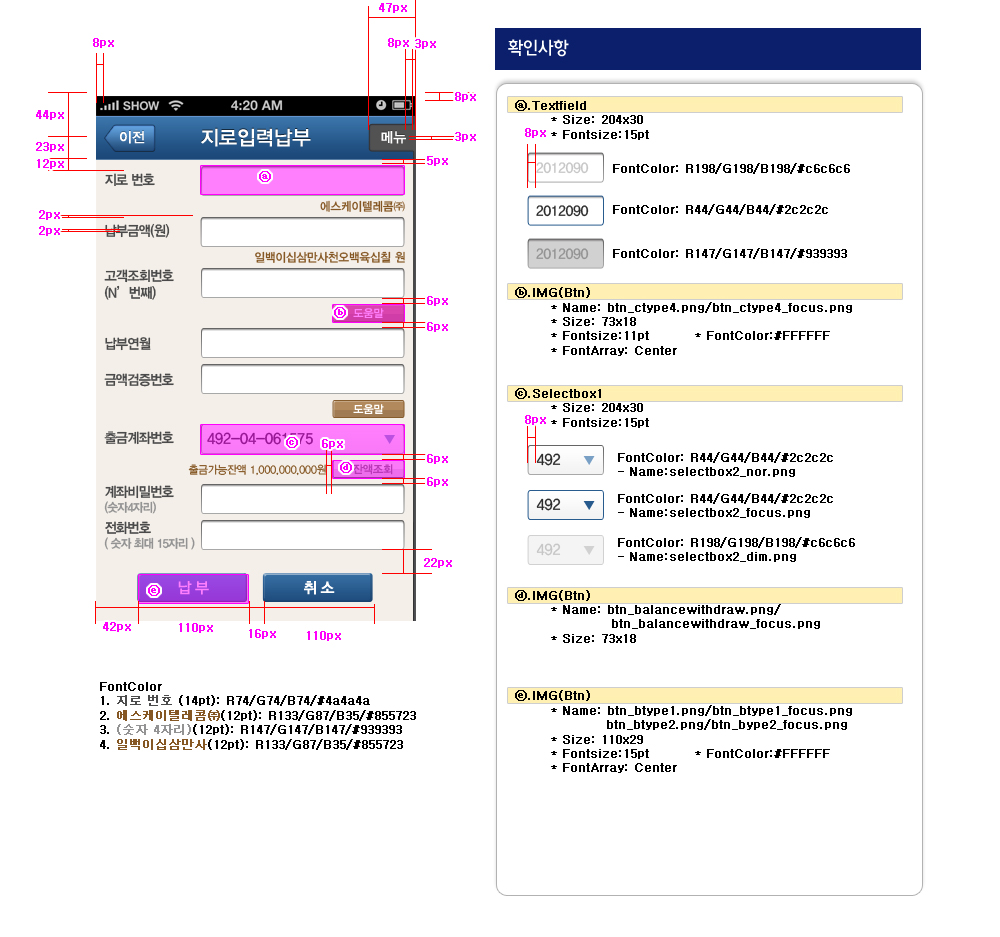 47px
8px
8px 3px
확인사항
8px
44px
23px
12px
3px
5px
SHOW
4:20 AM
이전
지로입력납부
메뉴
지로 번호
ⓐ
에스케이텔레콤㈜
2px
2px
납부금액(원)
일백이십삼만사천오백육십칠 원
고객조회번호
(N’ 번째)
6px
ⓑ 도움말
6px
납부연월
금액검증번호
도움말
출금계좌번호
492-04-061575
ⓒ
6px
출금가능잔액 1,000,000,000원
ⓓ 잔액조회
6px
6px
계좌비밀번호
(숫자4자리)
전화번호
( 숫자 최대 15자리 )
22px
ⓔ 납 부
취 소
42px
110px
16px
110px
FontColor
1. 지로 번호 (14pt): R74/G74/B74/#4a4a4a
2. 에스케이텔레콤㈜(12pt): R133/G87/B35/#855723
3. (숫자 4자리)(12pt): R147/G147/B147/#939393
4. 일빽이십삼만사(12pt): R133/G87/B35/#855723
ⓐ.Textfield
* Size: 204x30
* Fontsize:15pt
8px
2012090
FontColor: R198/G198/B198/#c6c6c6
2012090
FontColor: R44/G44/B44/#2c2c2c
2012090
FontColor: R147/G147/B147/#939393
ⓑ.IMG(Btn)
* Name: btn_ctype4.png/btn_ctype4_focus.png
* Size: 73x18
* Fontsize:11pt * FontColor:#FFFFFF
* FontArray: Center
ⓒ.Selectbox1
* Size: 204x30
* Fontsize:15pt
8px
492
FontColor: R44/G44/B44/#2c2c2c
- Name:selectbox2_nor.png
492
FontColor: R44/G44/B44/#2c2c2c
- Name:selectbox2_focus.png
492
FontColor: R198/G198/B198/#c6c6c6
- Name:selectbox2_dim.png
ⓓ.IMG(Btn)
* Name: btn_balancewithdraw.png/
btn_balancewithdraw_focus.png
* Size: 73x18
ⓔ.IMG(Btn)
* Name: btn_btype1.png/btn_btype1_focus.png
btn_btype2.png/btn_bype2_focus.png
* Size: 110x29
* Fontsize:15pt * FontColor:#FFFFFF
* FontArray: Center